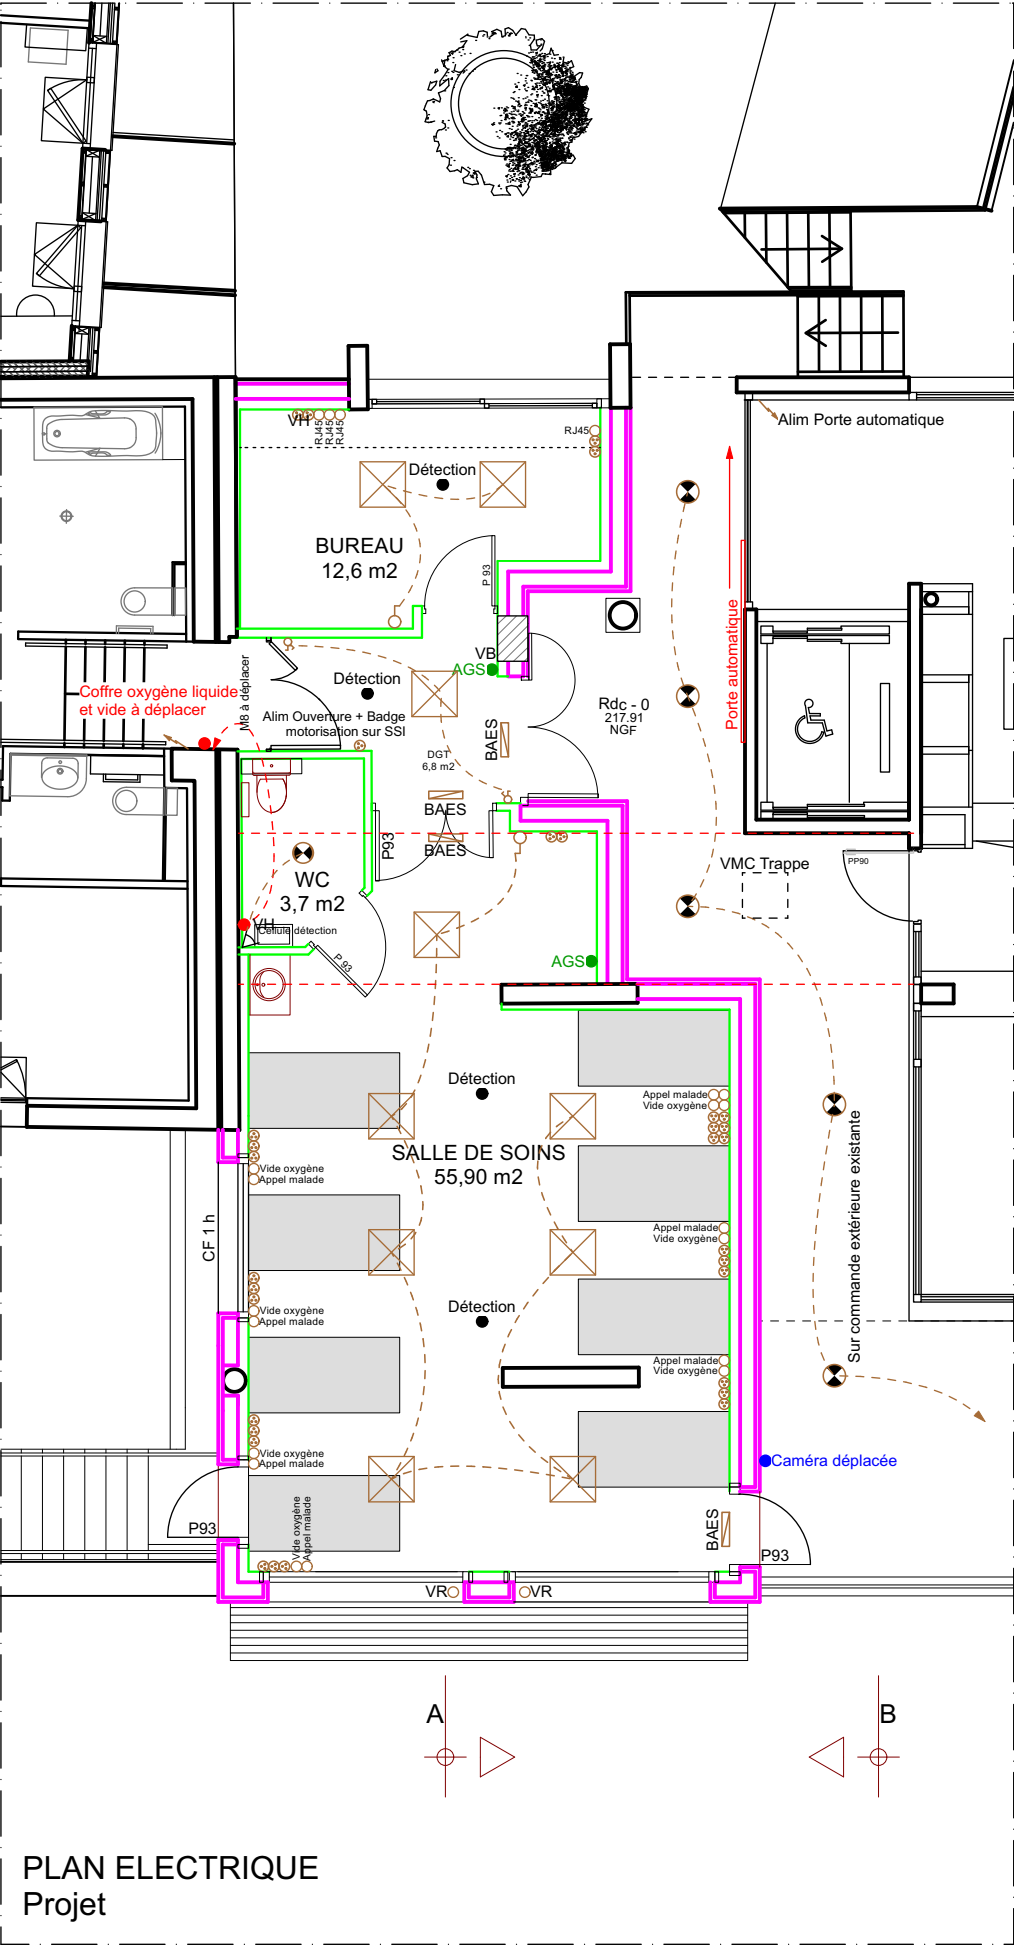 Alim Porte automatique
VH
RJ45
RJ45
RJ45
RJ45
Détection
BUREAU
12,6 m2
P 93
Porte automatique
VB
AGS
Détection
M8 à déplacer
Coffre oxygène liquide
et vide à déplacer
Alim Ouverture + Badge
motorisation sur SSI
Rdc - 0
217.91
NGF
BAES
DGT
6,8 m2
BAES
BAES
P93
VMC Trappe
PP90
WC
3,7 m2
VH
Cellule détection
P 93
AGS
Détection
Appel malade
Vide oxygène
SALLE DE SOINS
55,90 m2
Vide oxygène
Appel malade
CF 1 h
Appel malade
Vide oxygène
Sur commande extérieure existante
Vide oxygène
Appel malade
Détection
Appel malade
Vide oxygène
Vide oxygène
Appel malade
Caméra déplacée
Vide oxygène
Appel malade
P93
BAES
P93
VR
VR
A
B
PLAN ELECTRIQUE
Projet